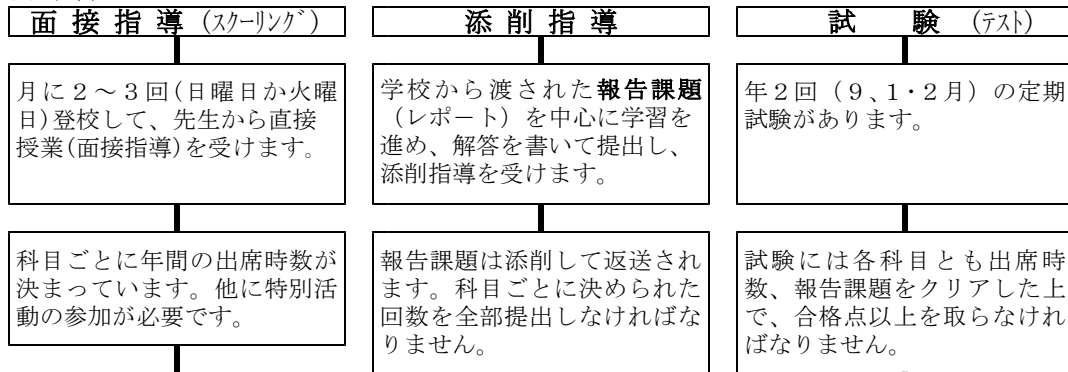 面接指導(スクーリング)
月に２～３回(日曜日か火曜
日)登校して、先生から直接
授業(面接指導)を受けます。
科目ごとに年間の出席時数が
決まっています。他に特別活
動の参加が必要です。
添削指導
学校から渡された報告課題
（レポート）を中心に学習を
進め、解答を書いて提出し、
添削指導を受けます。
報告課題は添削して返送され
ます。科目ごとに決められた
回数を全部提出しなければな
りません。
試験（テスト）
年２回（９、１・２月）の定期
試験があります。
試験には各科目とも出席時
数、報告課題をクリアした上
で、合格点以上を取らなけれ
ばなりません。